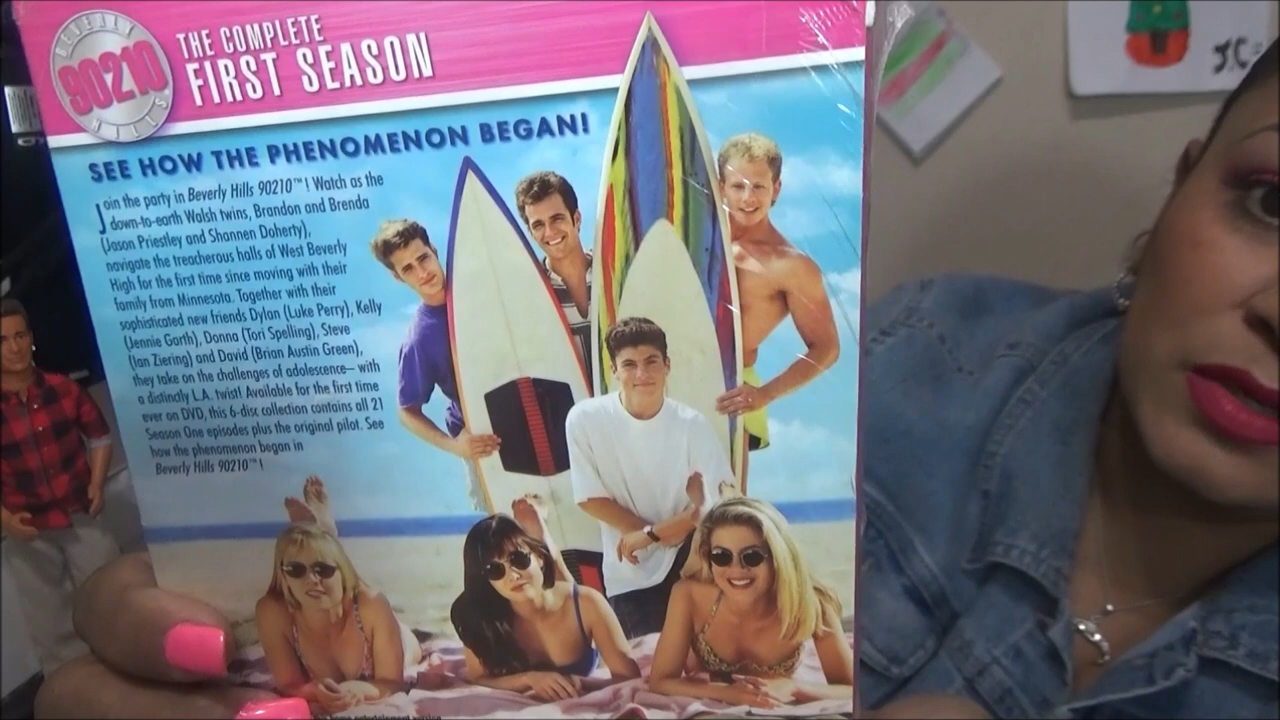 BEVERLY
90210
HILLS
THE COMPLETE
FIRST SEASON
SEE HOW THE PHENOMENON BEGAN!
Join the party in Beverly Hills 90210™! Watch as the
down-to-earth Walsh twins, Brandon and Brenda
(Jason Priestley and Shannen Doherty),
navigate the treacherous halls of West Beverly
High for the first time since moving with their
family from Minnesota. Together with their
sophisticated new friends Dylan (Luke Perry), Kelly
(Jennie Garth), Donna (Tori Spelling), Steve
(Ian Ziering) and David (Brian Austin Green),
they take on the challenges of adolescence— with
a distinctly L.A. twist! Available for the first time
ever on DVD, this 6-disc collection contains all 21
Season One episodes plus the original pilot. See
how the phenomenon began in
Beverly Hills 90210™!
home entertainment version
J.C.